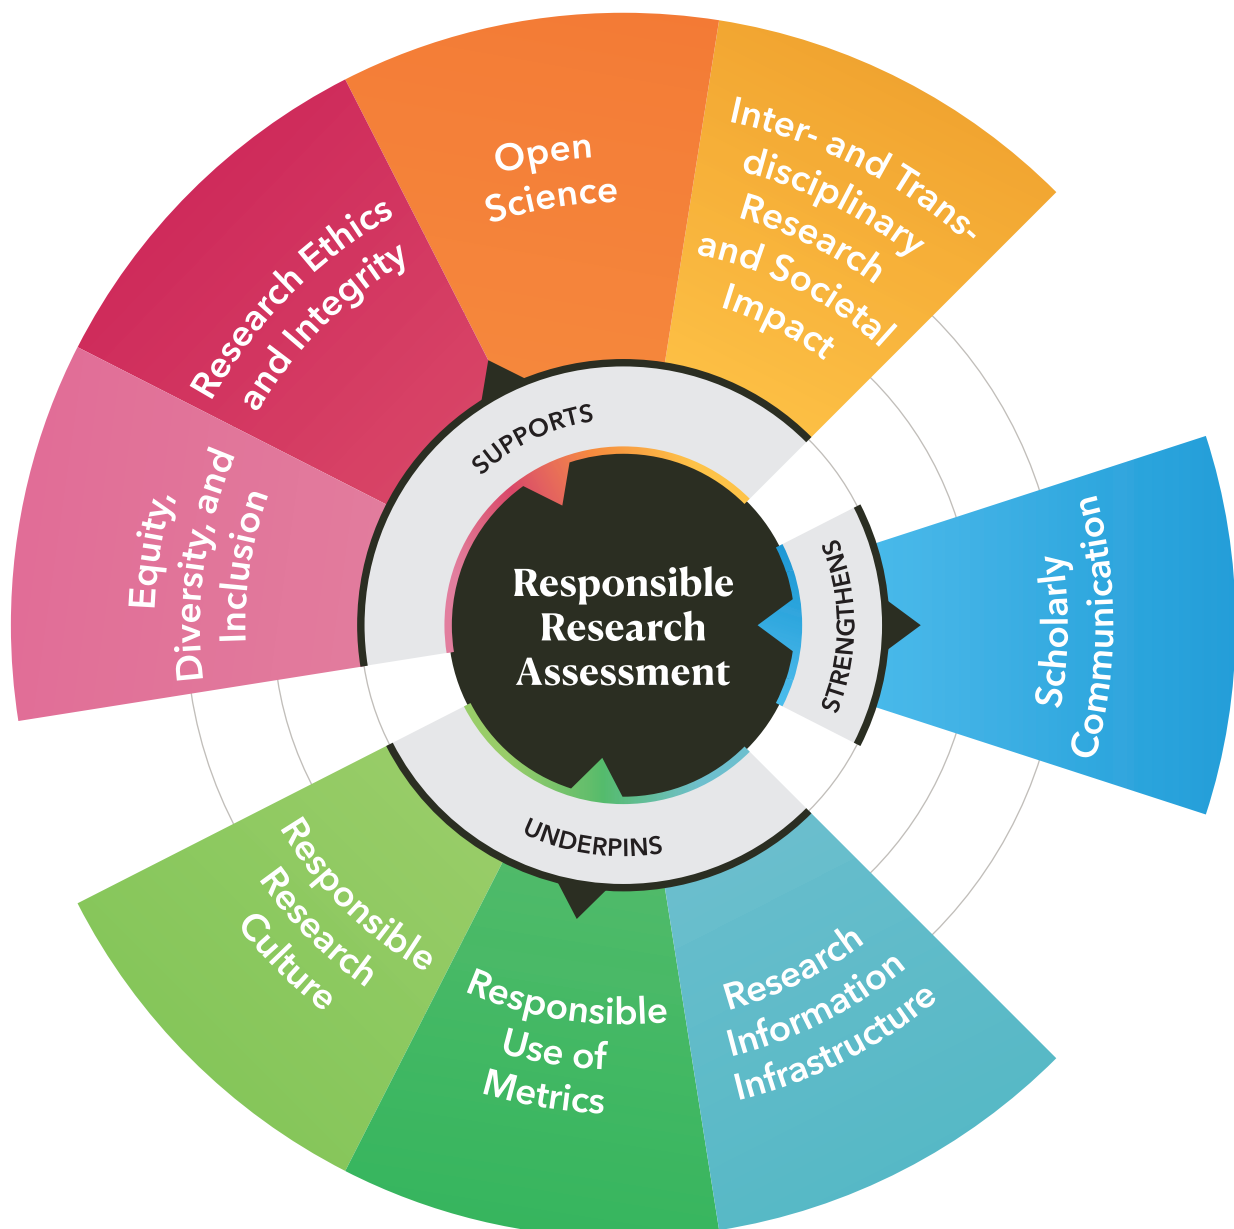 Open
Science
Inter- and Trans-
disciplinary
Research
and Societal
Impact
Research Ethics
and Integrity
Equity,
Diversity, and
Inclusion
SUPPORTS
Responsible
Research
Assessment
STRENGTHENS
Scholarly
Communication
UNDERPINS
Responsible
Research
Culture
Responsible
Use of
Metrics
Research
Information
Infrastructure